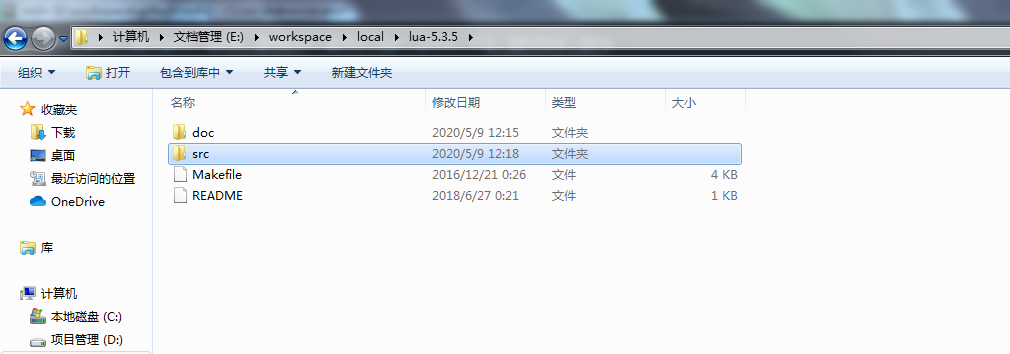 计算机 文档管理 (E:) workspace local lua-5.3.5
组织 打开 包含到库中 共享 新建文件夹
收藏夹
下载
桌面
最近访问的位置
OneDrive
库
计算机
本地磁盘 (C:)
项目管理 (D:)
名称 修改日期 类型 大小
doc 2020/5/9 12:15 文件夹
src 2020/5/9 12:18 文件夹
Makefile 2016/12/21 0:26 文件 4 KB
README 2018/6/27 0:21 文件 1 KB